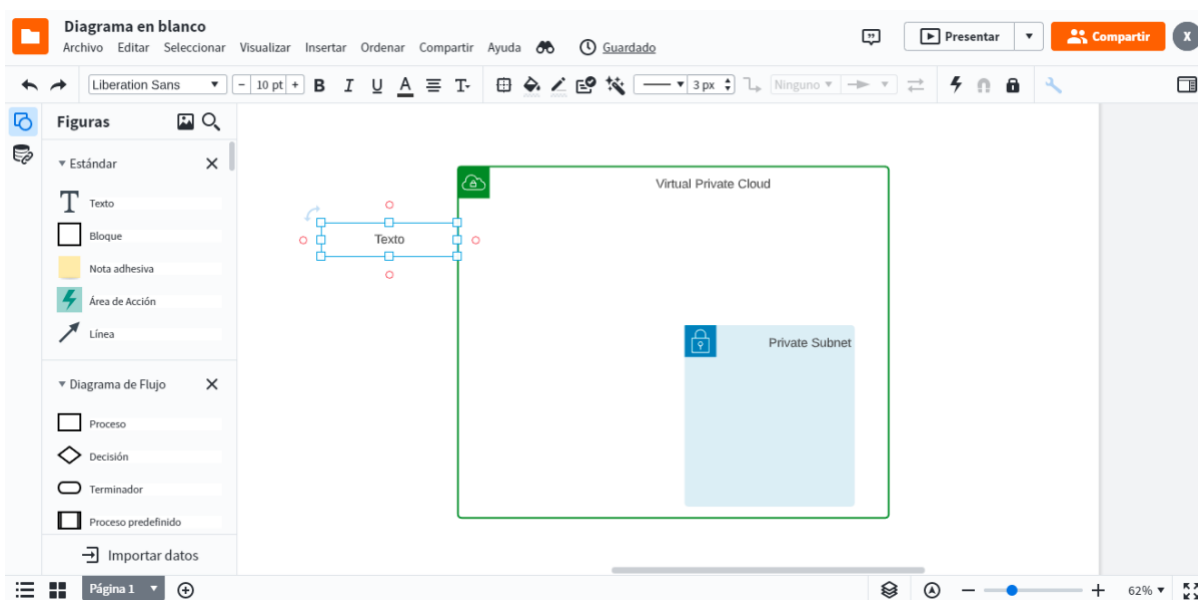 Diagrama en blanco
Archivo Editar Seleccionar Visualizar Insertar Ordenar Compartir Ayuda Guardado
Presentar
Compartir
X
Liberation Sans
10 pt
B I U A T
3 px
Ninguno
Figuras
Estándar
Texto
Bloque
Nota adhesiva
Área de Acción
Línea
Diagrama de Flujo
Proceso
Decisión
Terminador
Proceso predefinido
Importar datos
Virtual Private Cloud
Texto
Private Subnet
Página 1
62%